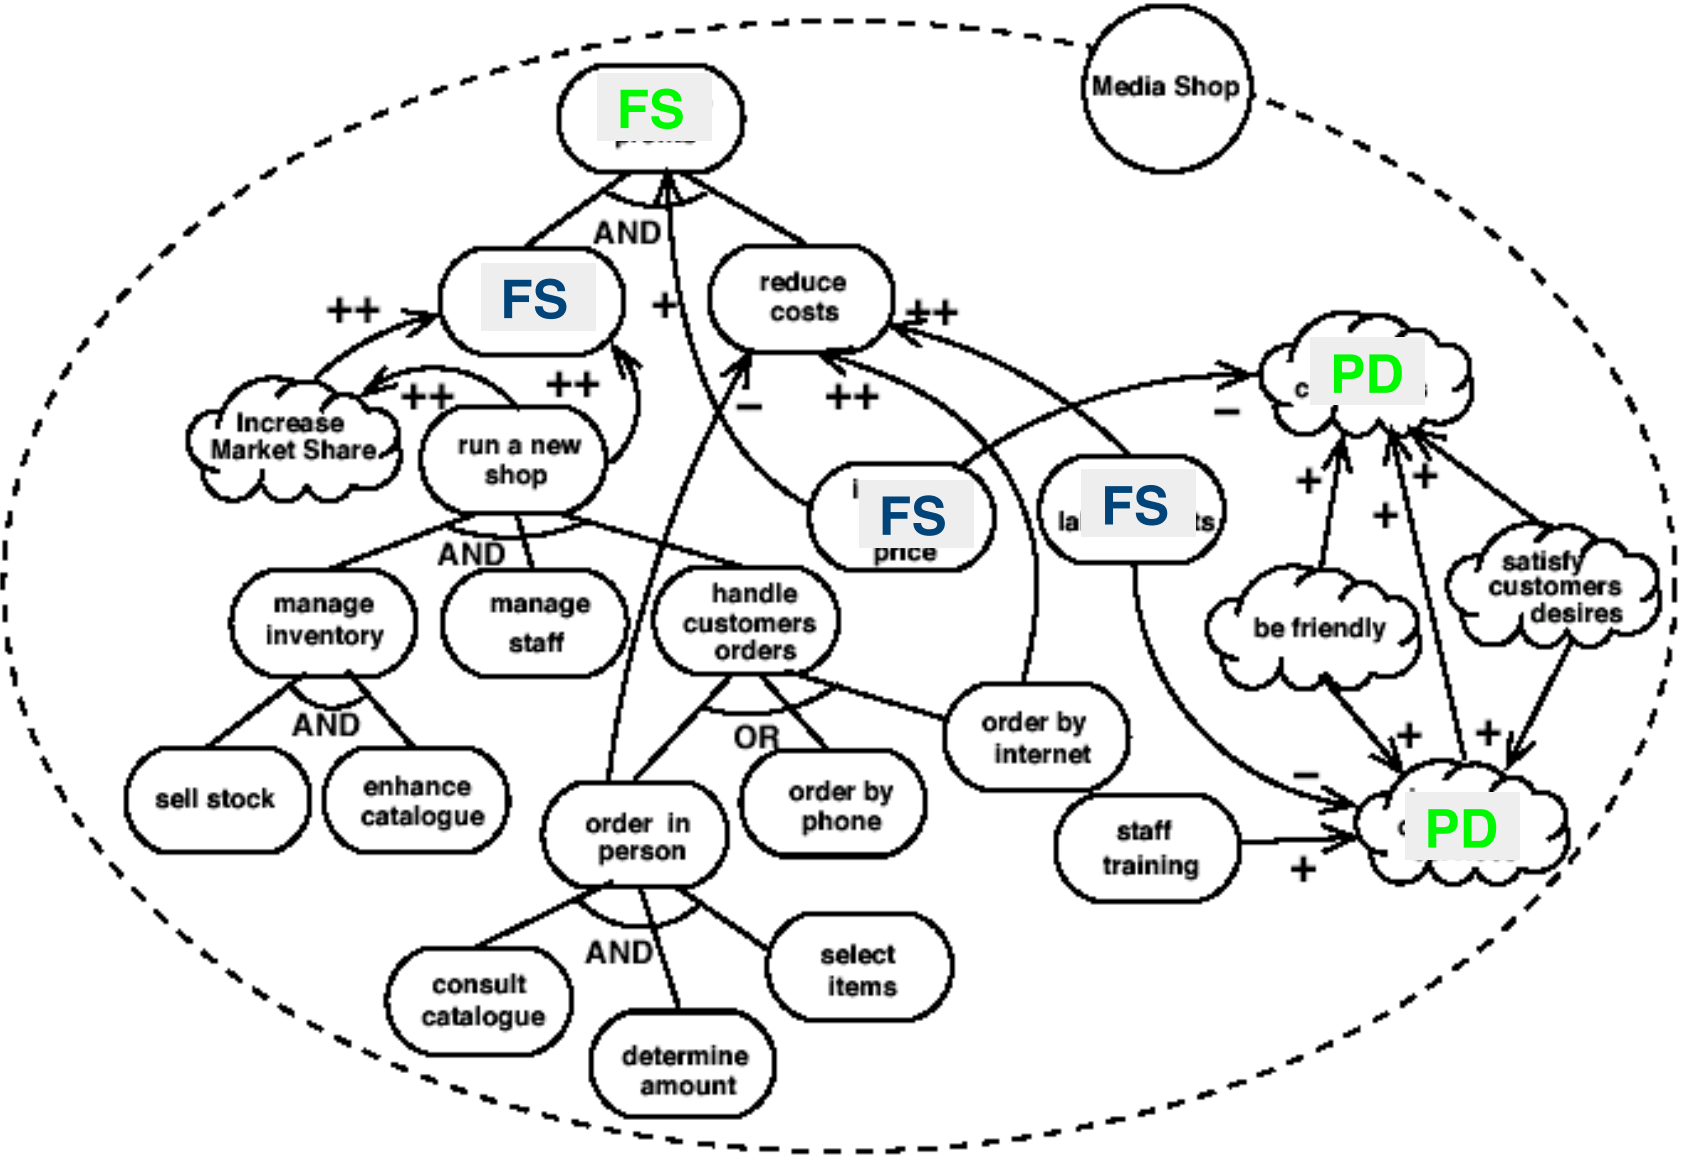 Media Shop
FS
AND
FS
reduce
costs
++
+
++
PD
Increase
Market Share
++
++
run a new
shop
–
++
–
FS
price
FS
+
+
+
AND
manage
inventory
manage
staff
handle
customers
orders
be friendly
satisfy
customers
desires
AND
OR
order by
internet
+
+
sell stock
enhance
catalogue
order in
person
order by
phone
staff
training
–
+
PD
AND
consult
catalogue
determine
amount
select
items